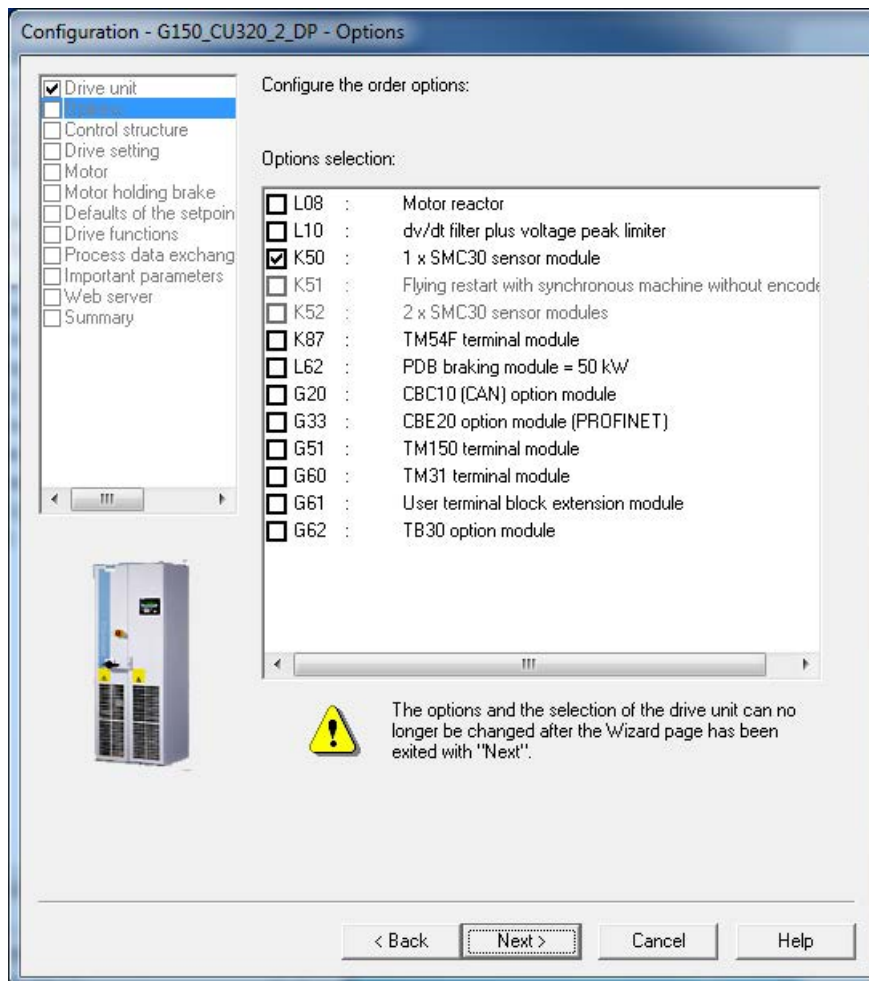 Configuration - G150_CU320_2_DP - Options
Drive unit
Control structure
Drive setting
Motor
Motor holding brake
Defaults of the setpoin
Drive functions
Process data exchang
Important parameters
Web server
Summary
Configure the order options:
Options selection:
L08 : Motor reactor
L10 : dv/dt filter plus voltage peak limiter
K50 : 1 x SMC30 sensor module
K51 : Flying restart with synchronous machine without encode
K52 : 2 x SMC30 sensor modules
K87 : TM54F terminal module
L62 : PDB braking module = 50 kW
G20 : CBC10 (CAN) option module
G33 : CBE20 option module (PROFINET)
G51 : TM150 terminal module
G60 : TM31 terminal module
G61 : User terminal block extension module
G62 : TB30 option module
The options and the selection of the drive unit can no
longer be changed after the Wizard page has been
exited with "Next".
< Back Next > Cancel Help